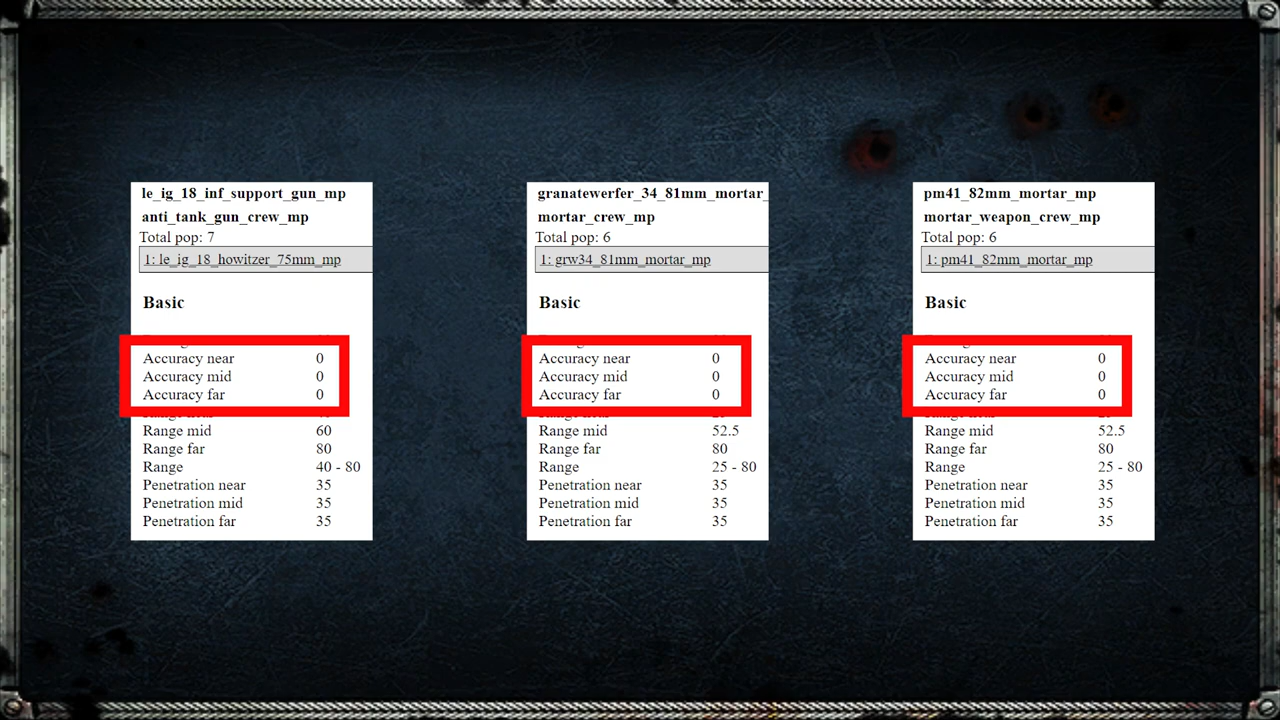 le_ig_18_inf_support_gun_mp
anti_tank_gun_crew_mp
Total pop: 7
1: le_ig_18_howitzer_75mm_mp
Basic
Accuracy near 0
Accuracy mid 0
Accuracy far 0
Range mid 60
Range far 80
Range 40 - 80
Penetration near 35
Penetration mid 35
Penetration far 35
granatewerfer_34_81mm_mortar_
mortar_crew_mp
Total pop: 6
1: grw34_81mm_mortar_mp
Basic
Accuracy near 0
Accuracy mid 0
Accuracy far 0
Range mid 52.5
Range far 80
Range 25 - 80
Penetration near 35
Penetration mid 35
Penetration far 35
pm41_82mm_mortar_mp
mortar_weapon_crew_mp
Total pop: 6
1: pm41_82mm_mortar_mp
Basic
Accuracy near 0
Accuracy mid 0
Accuracy far 0
Range mid 52.5
Range far 80
Range 25 - 80
Penetration near 35
Penetration mid 35
Penetration far 35